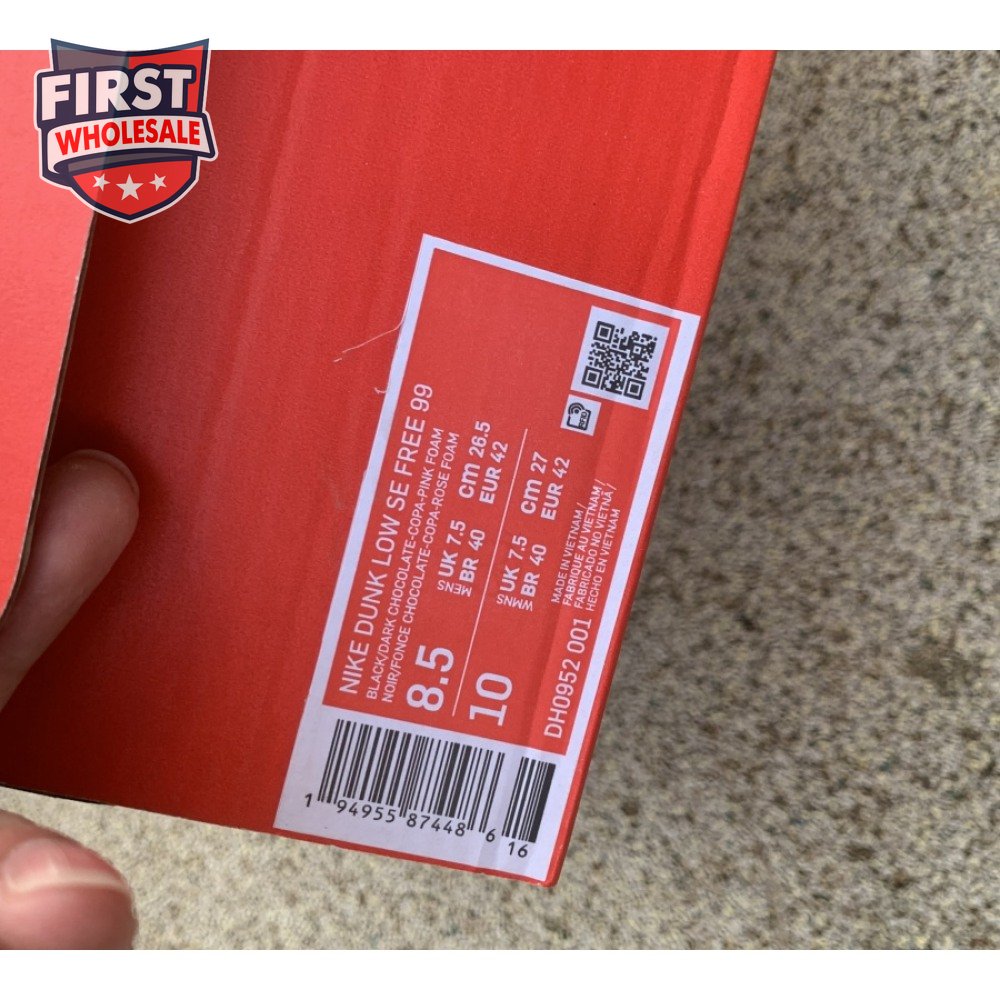 FIRST
WHOLESALE
NIKE DUNK LOW SE FREE 99
BLACK/DARK CHOCOLATE-COPA-PINK FOAM
NOIR/FONCE CHOCOLATE-COPA-ROSE FOAM
8.5 MENS UK 7.5 cm 26.5
BR 40 EUR 42
10 WMNS UK 7.5 cm 27
BR 40 EUR 42
MADE IN VIETNAM /
FABRIQUE AU VIETNAM /
FABRICADO NO VIETNÃ /
HECHO EN VIETNAM
DH0952 001
1 94955 87448 6 16